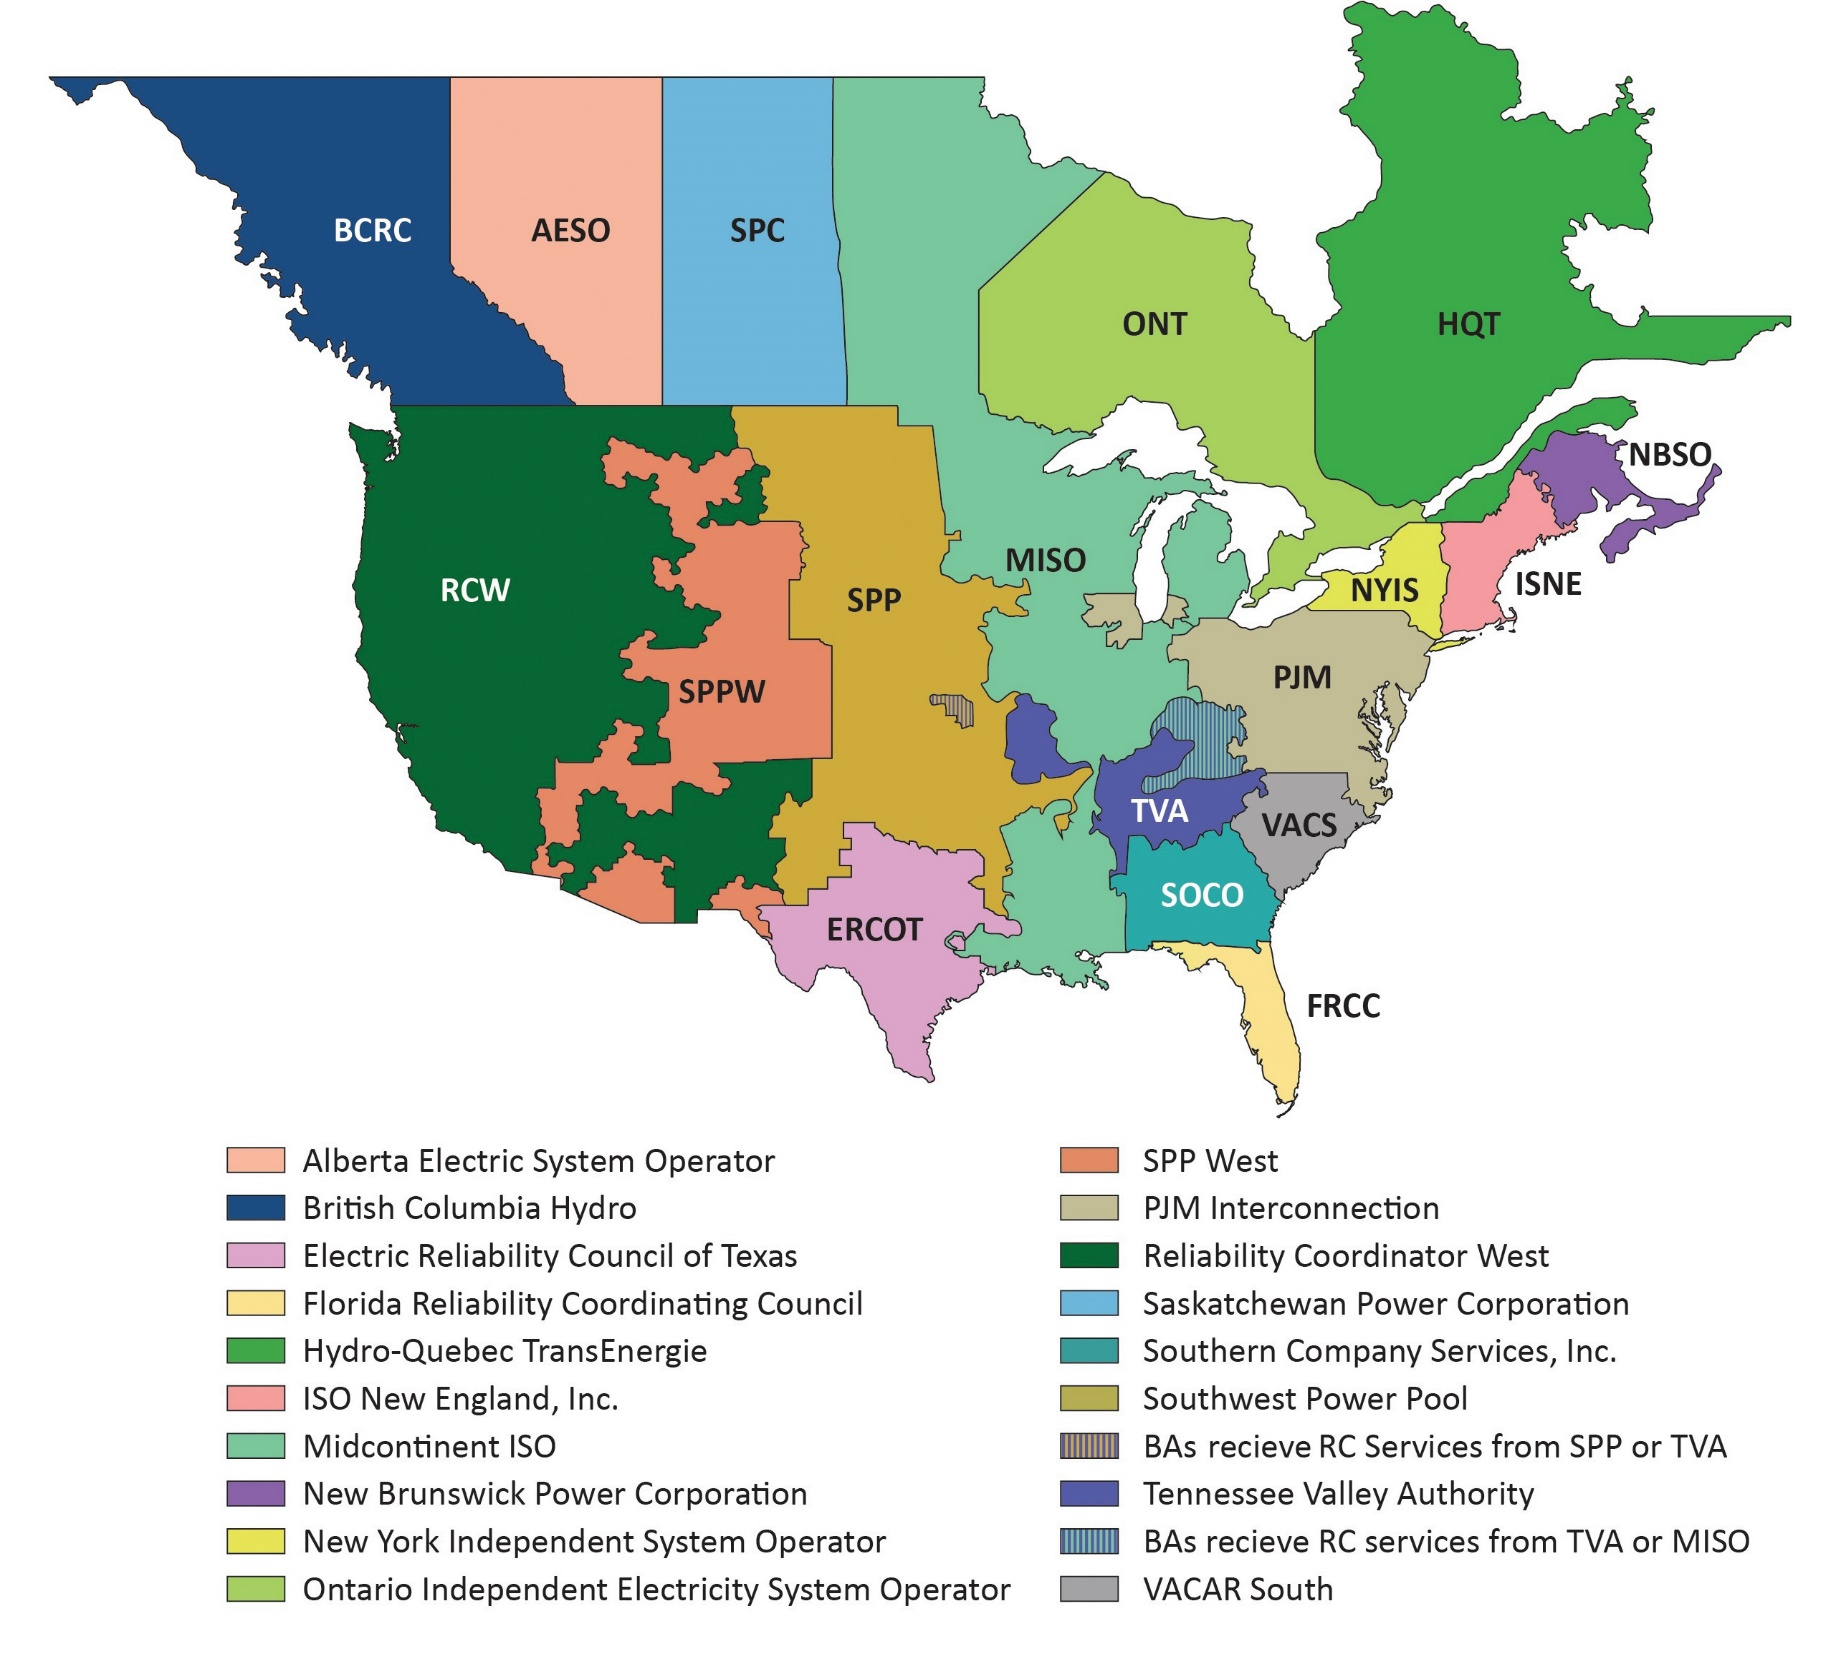 BCRC
AESO
SPC
ONT
HQT
NBSO
RCW
SPP
MISO
NYIS
ISNE
SPPW
PJM
TVA
VACS
SOCO
ERCOT
FRCC
Alberta Electric System Operator
British Columbia Hydro
Electric Reliability Council of Texas
Florida Reliability Coordinating Council
Hydro-Quebec TransEnergie
ISO New England, Inc.
Midcontinent ISO
New Brunswick Power Corporation
New York Independent System Operator
Ontario Independent Electricity System Operator
SPP West
PJM Interconnection
Reliability Coordinator West
Saskatchewan Power Corporation
Southern Company Services, Inc.
Southwest Power Pool
BAs recieve RC Services from SPP or TVA
Tennessee Valley Authority
BAs recieve RC services from TVA or MISO
VACAR South